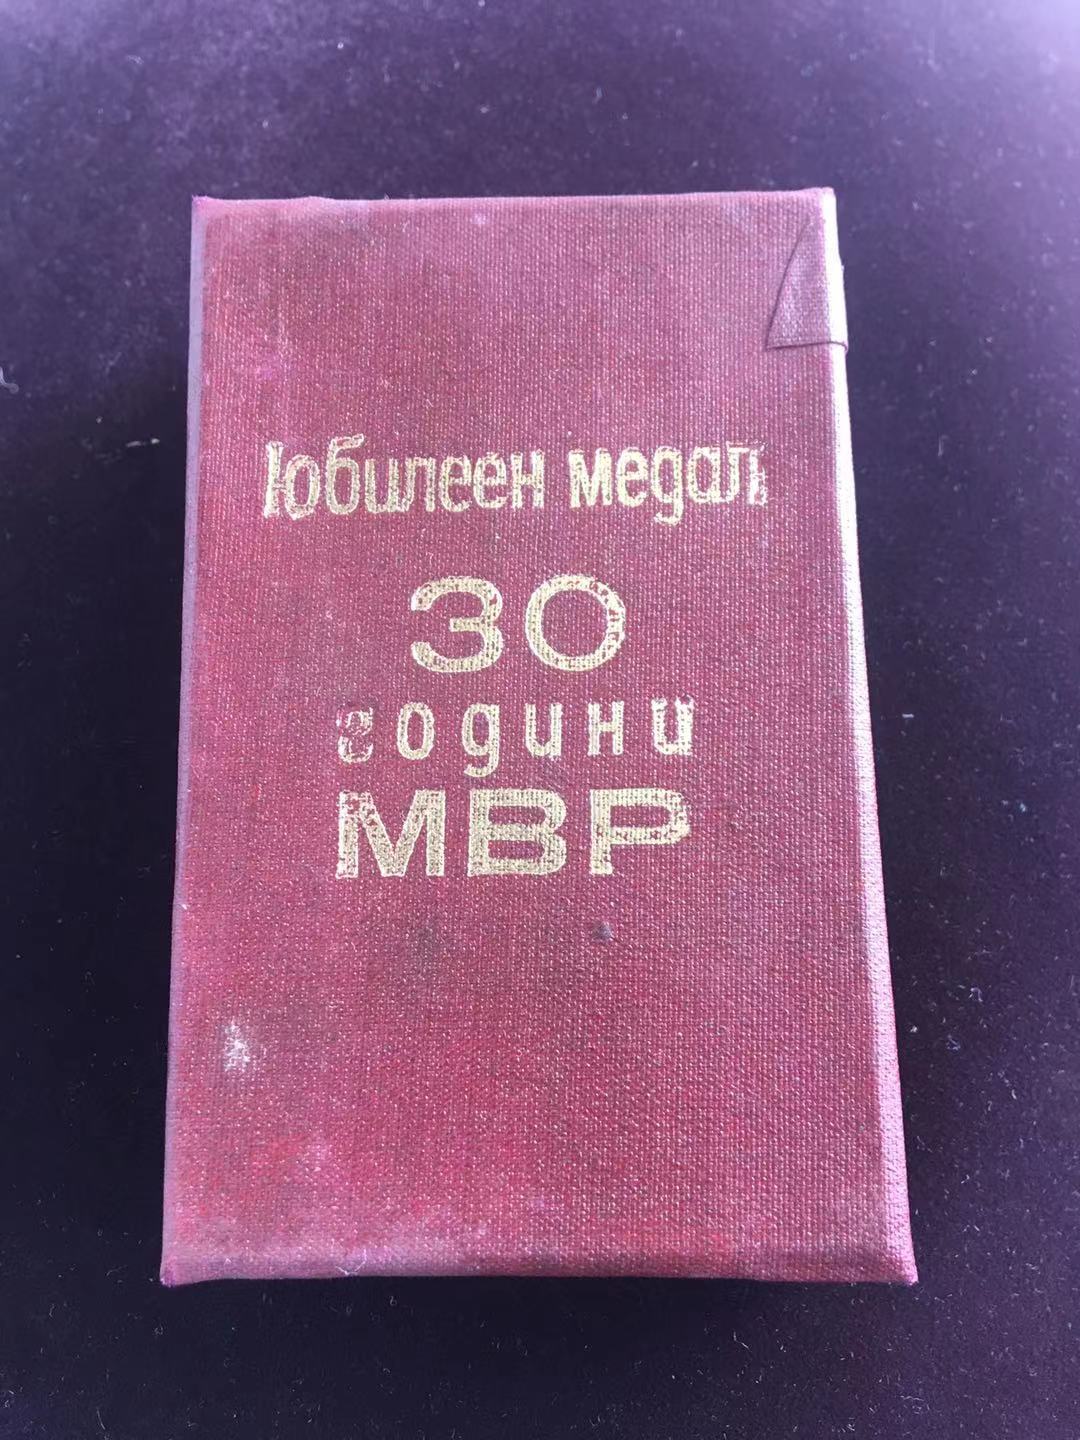 Юбилеен медал
30
години
МВР